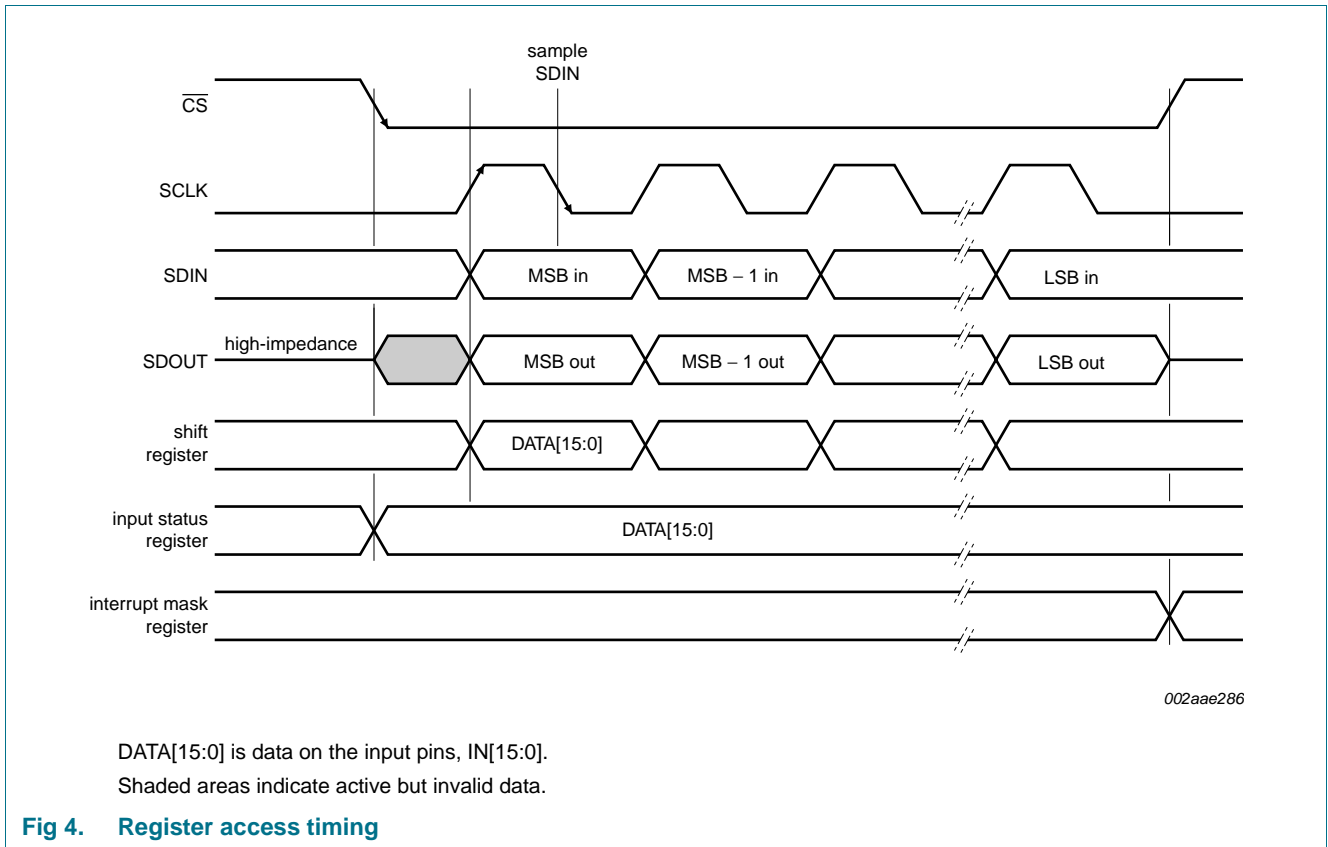 sample
SDIN
CS
SCLK
SDIN
MSB in
MSB − 1 in
LSB in
high-impedance
SDOUT
MSB out
MSB − 1 out
LSB out
shift
register
DATA[15:0]
input status
register
DATA[15:0]
interrupt mask
register
002aae286
DATA[15:0] is data on the input pins, IN[15:0].
Shaded areas indicate active but invalid data.
Fig 4. Register access timing